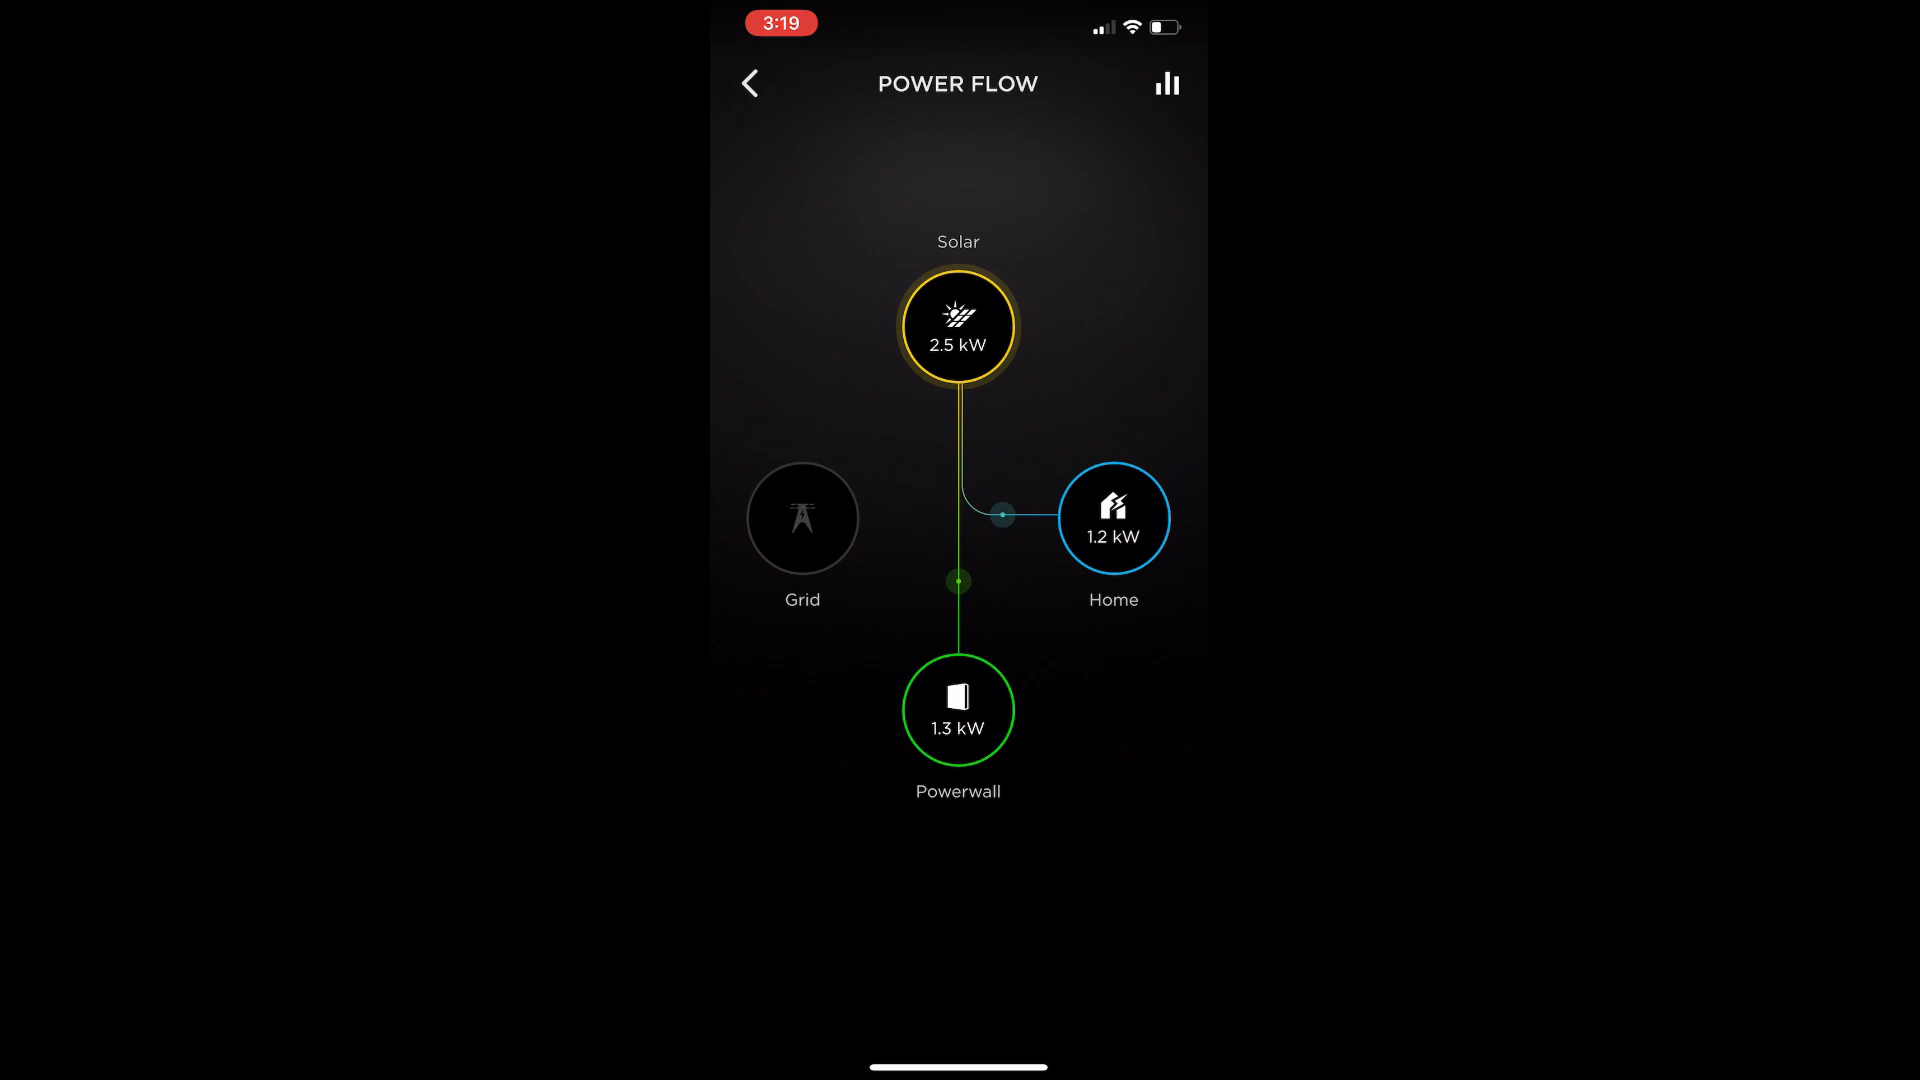 3:19
POWER FLOW
Solar
2.5 kW
1.2 kW
Grid
Home
1.3 kW
Powerwall